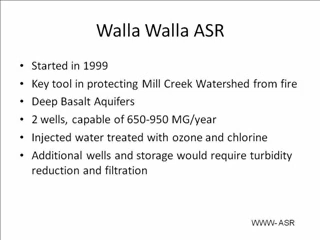 Walla Walla ASR
• Started in 1999
• Key tool in protecting Mill Creek Watershed from fire
• Deep Basalt Aquifers
• 2 wells, capable of 650-950 MG/year
• Injected water treated with ozone and chlorine
• Additional wells and storage would require turbidity
reduction and filtration
WWW- ASR